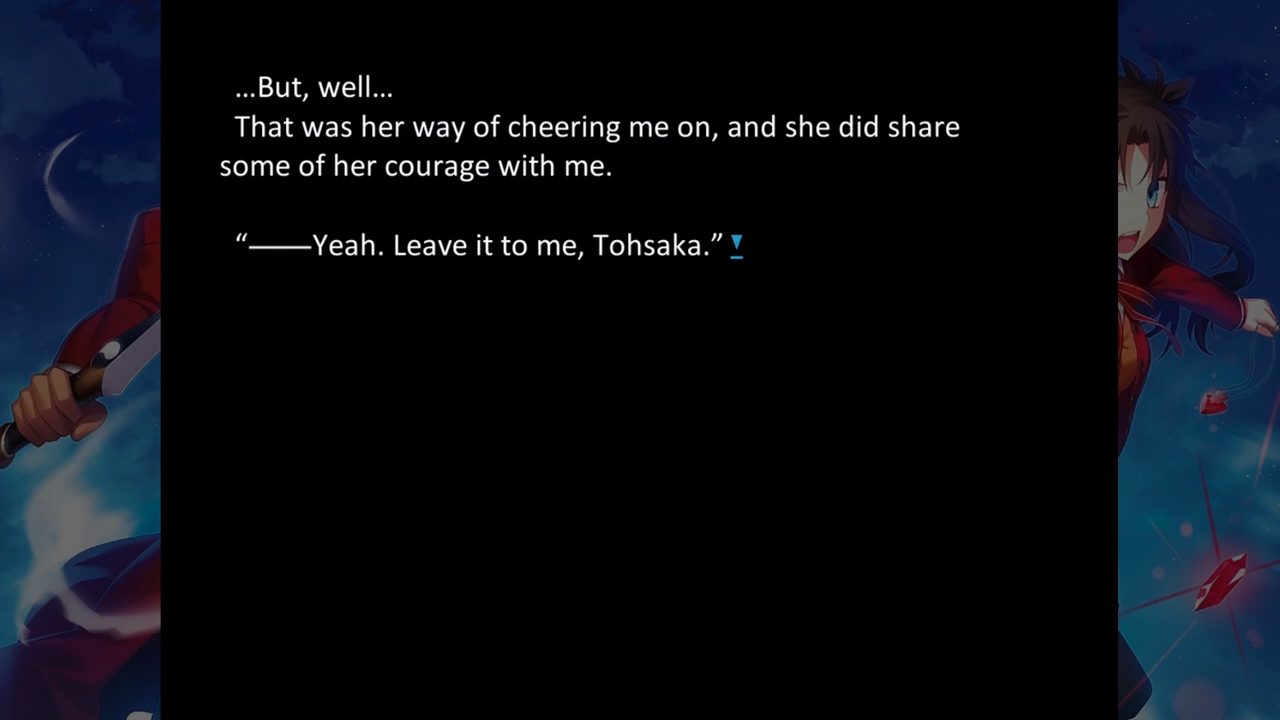 …But, well…
That was her way of cheering me on, and she did share
some of her courage with me.
“———Yeah. Leave it to me, Tohsaka.”